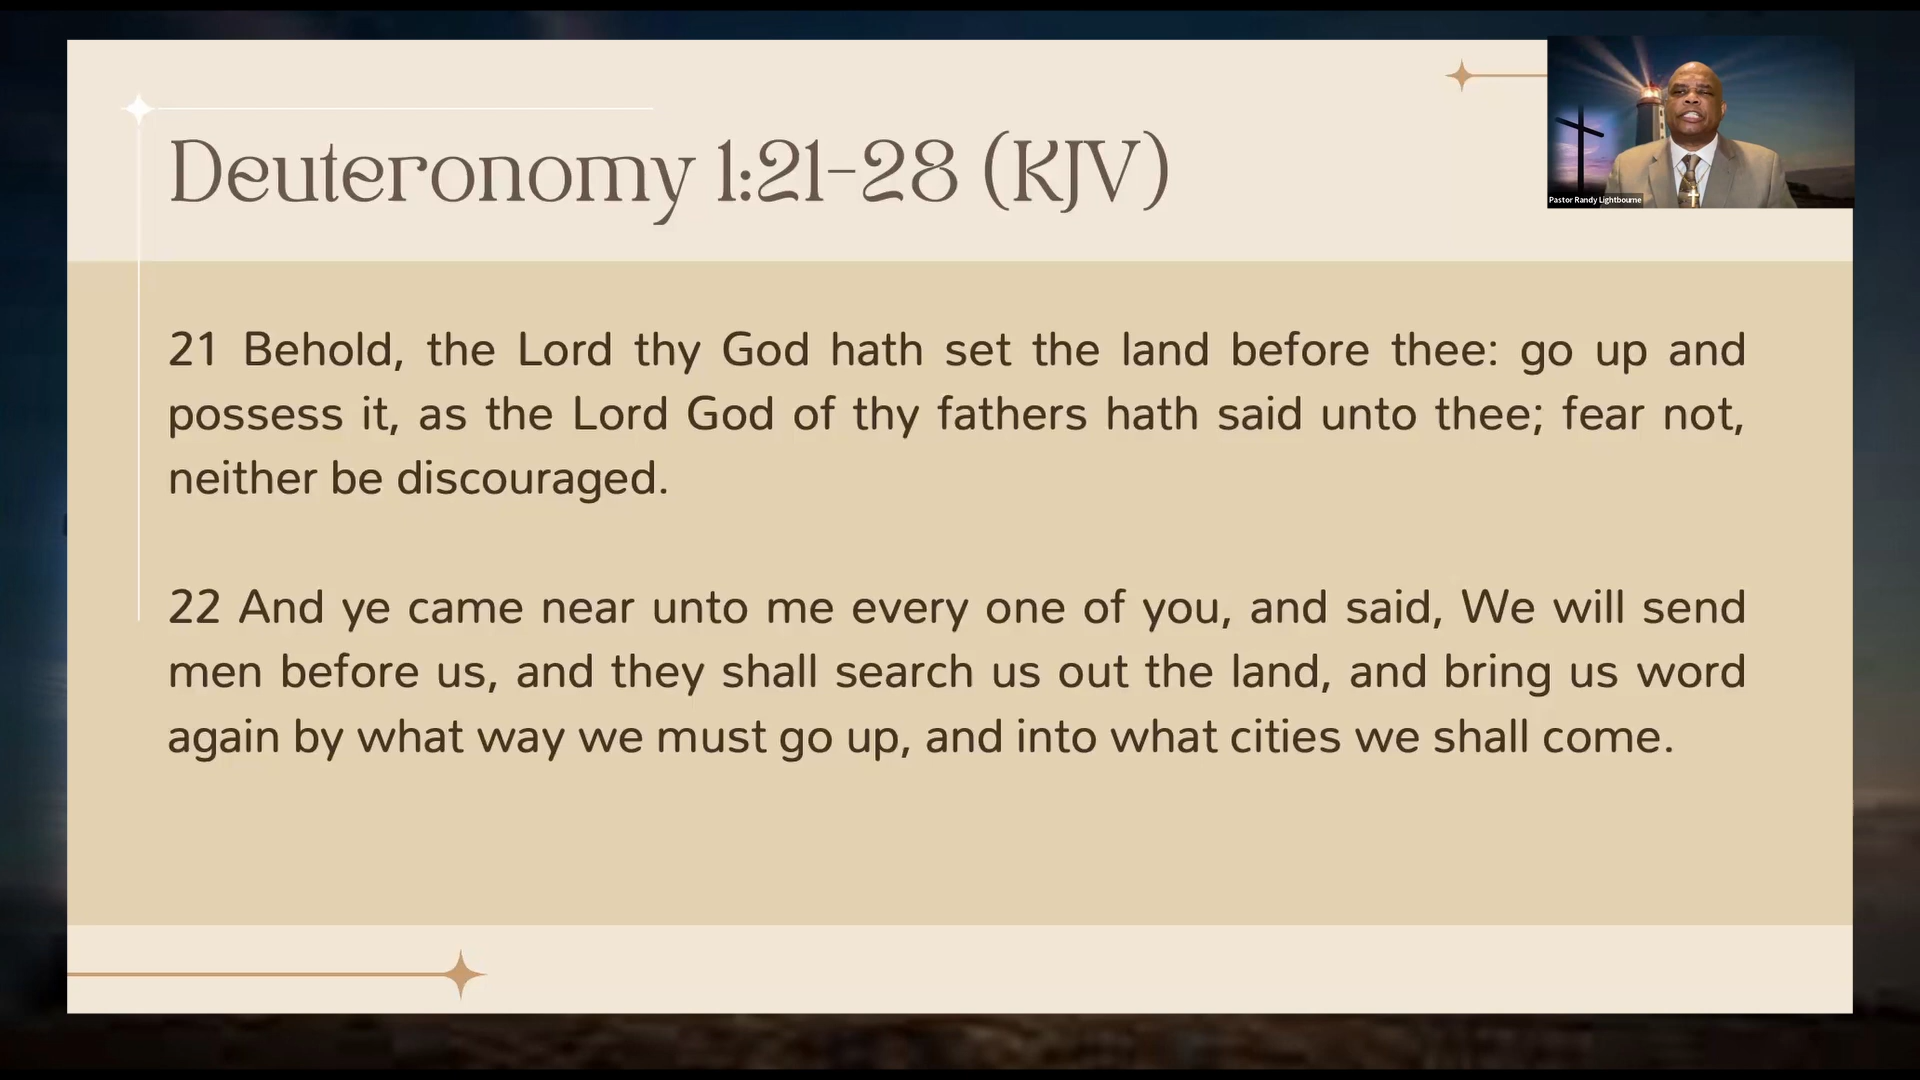 Deuteronomy 1:21-28 (KJV)
Pastor Randy Lightbourne
21 Behold, the Lord thy God hath set the land before thee: go up and
possess it, as the Lord God of thy fathers hath said unto thee; fear not,
neither be discouraged.
22 And ye came near unto me every one of you, and said, We will send
men before us, and they shall search us out the land, and bring us word
again by what way we must go up, and into what cities we shall come.